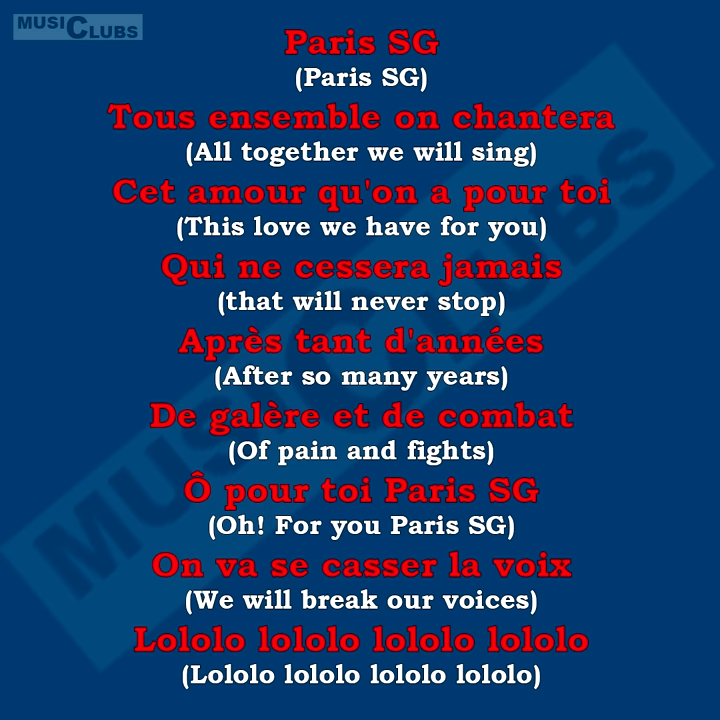 MUSICLUBS
Paris SG
(Paris SG)
Tous ensemble on chantera
(All together we will sing)
Cet amour qu'on a pour toi
(This love we have for you)
Qui ne cessera jamais
(that will never stop)
Après tant d'années
(After so many years)
De galère et de combat
(Of pain and fights)
Ô pour toi Paris SG
(Oh! For you Paris SG)
On va se casser la voix
(We will break our voices)
Lololo lololo lololo lololo
(Lololo lololo lololo lololo)
MUSICLUBS